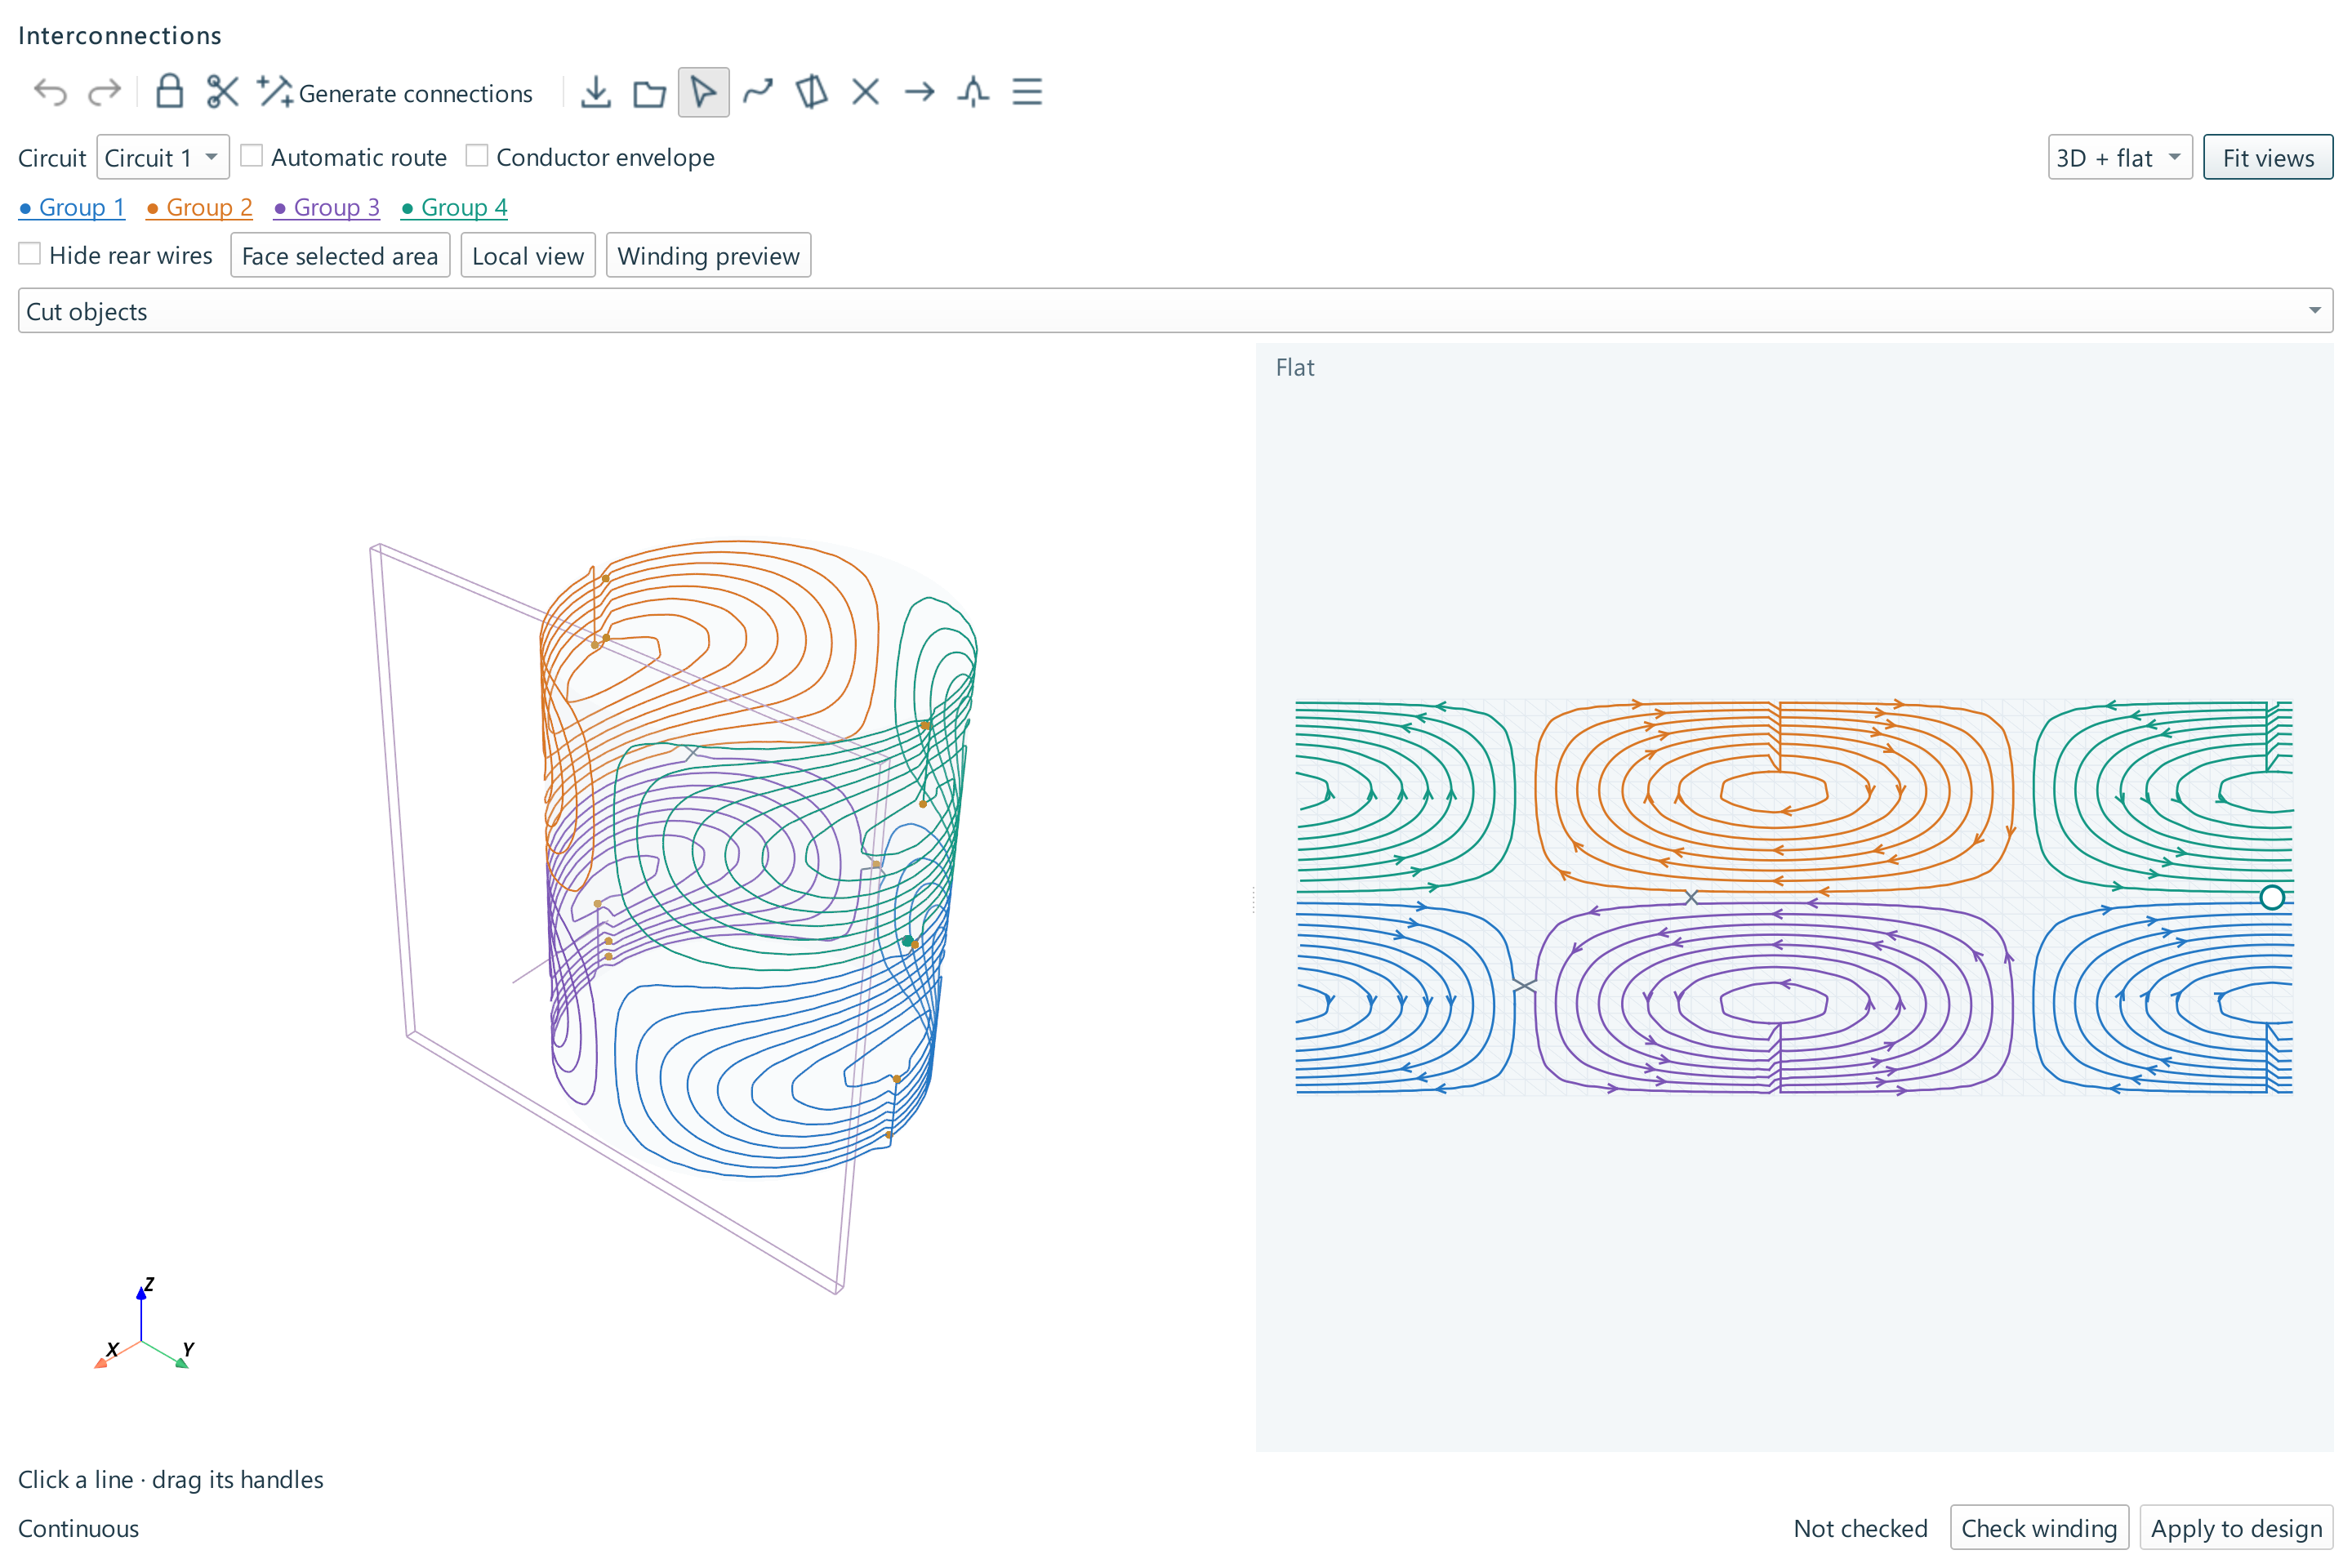 Interconnections
Generate connections
Circuit Circuit 1 Automatic route Conductor envelope 3D + flat Fit views
• Group 1 • Group 2 • Group 3 • Group 4
Hide rear wires Face selected area Local view Winding preview
Cut objects
Flat
Z
X Y
Click a line · drag its handles
Continuous Not checked Check winding Apply to design